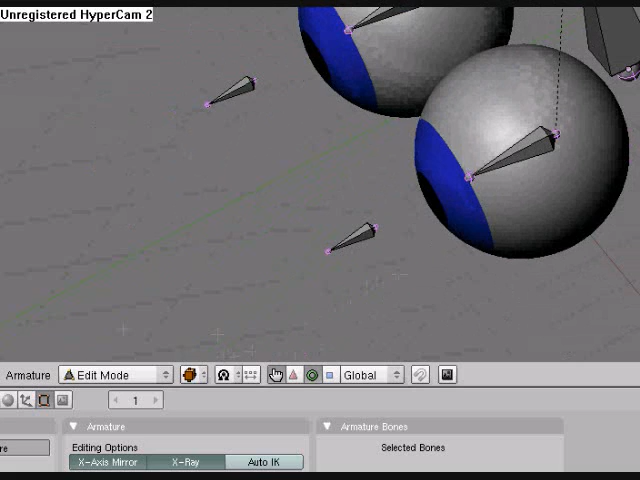 Unregistered HyperCam 2
Armature Edit Mode Global
1
Armature Armature Bones
re Editing Options Selected Bones
X-Axis Mirror X-Ray Auto IK